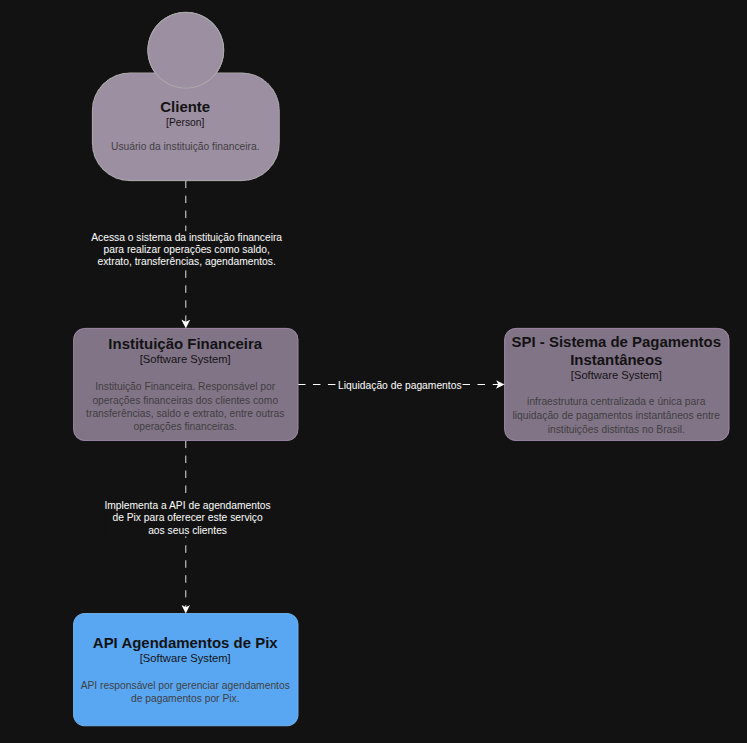 Cliente
[Person]
Usuário da instituição financeira.
Acessa o sistema da instituição financeira
para realizar operações como saldo,
extrato, transferências, agendamentos.
Instituição Financeira
[Software System]
Instituição Financeira. Responsável por
operações financeiras dos clientes como
transferências, saldo e extrato, entre outras
operações financeiras.
Liquidação de pagamentos
SPI - Sistema de Pagamentos
Instantâneos
[Software System]
infraestrutura centralizada e única para
liquidação de pagamentos instantâneos entre
instituições distintas no Brasil.
Implementa a API de agendamentos
de Pix para oferecer este serviço
aos seus clientes
API Agendamentos de Pix
[Software System]
API responsável por gerenciar agendamentos
de pagamentos por Pix.